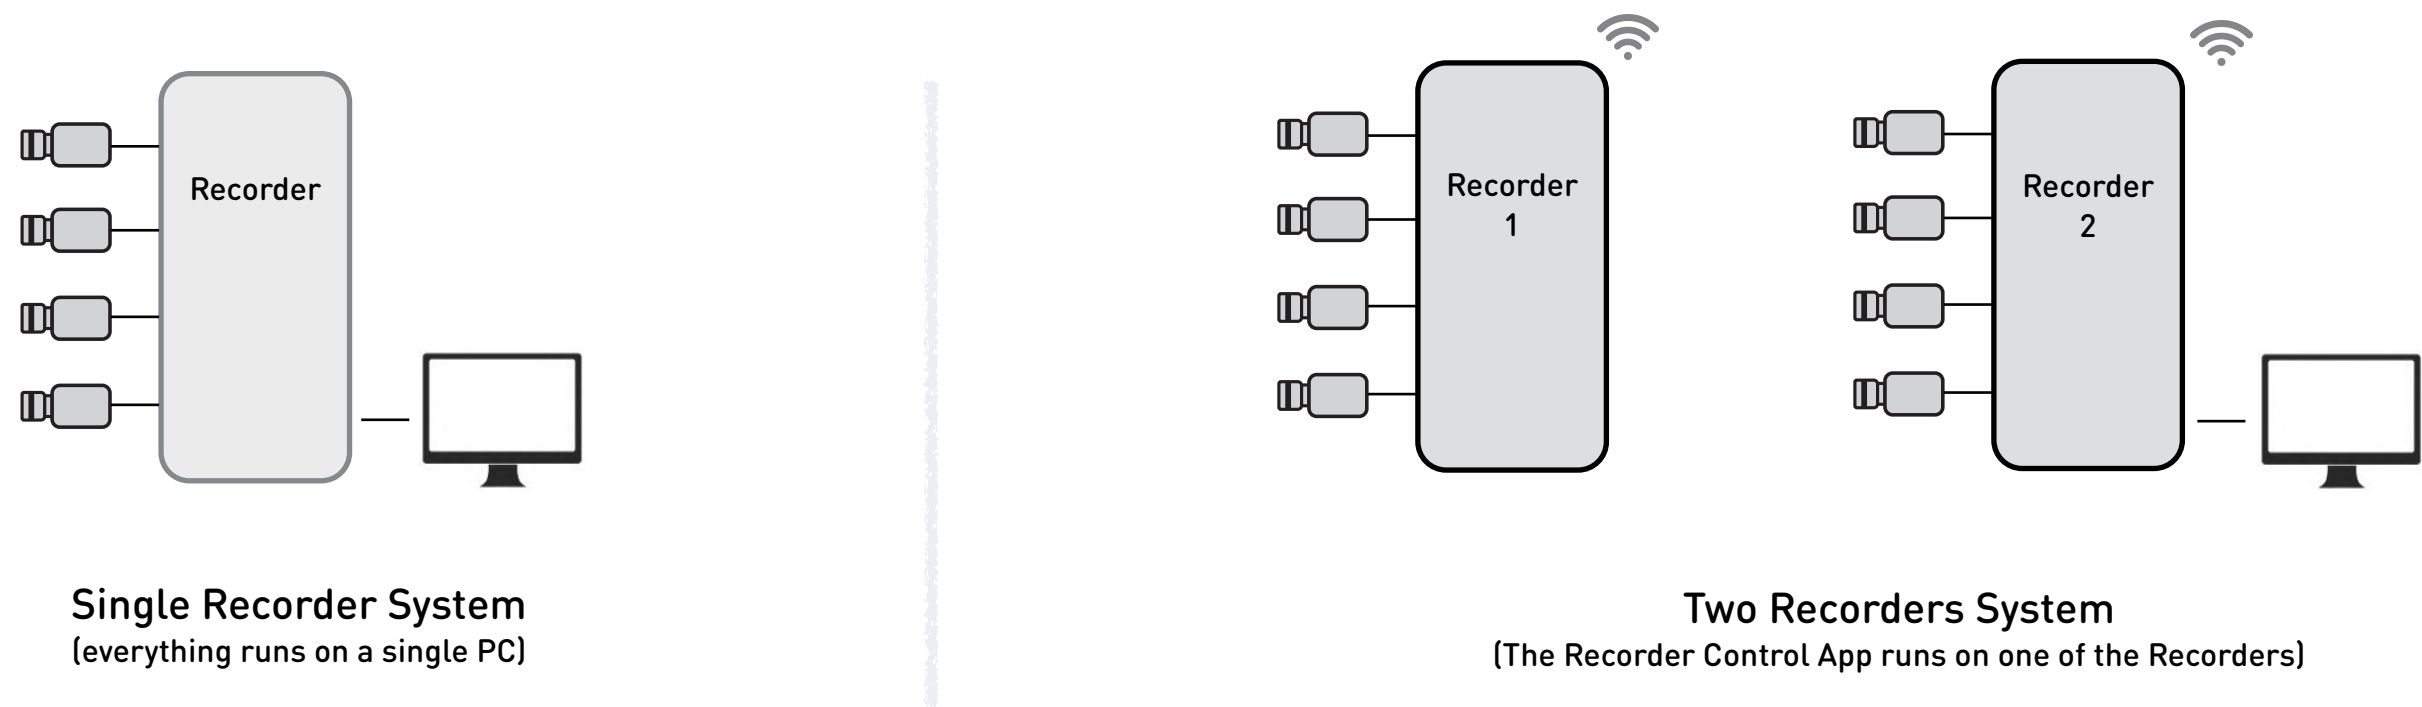 Recorder
Single Recorder System
(everything runs on a single PC)
Recorder
1
Recorder
2
Two Recorders System
(The Recorder Control App runs on one of the Recorders)